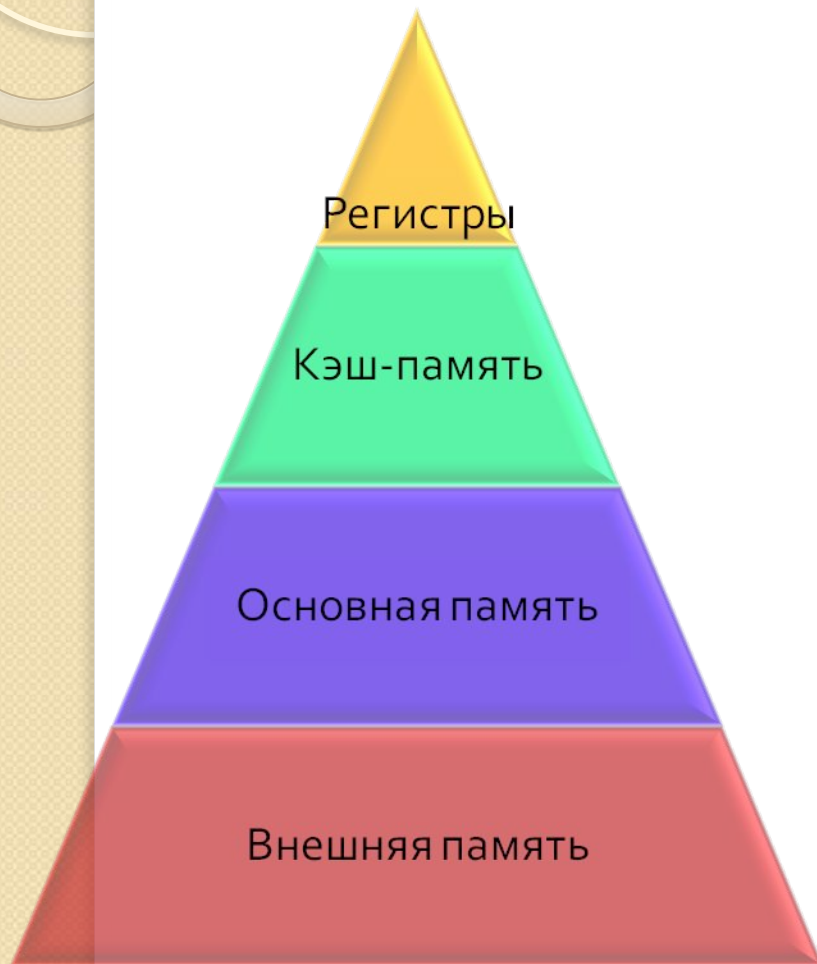 Регистры
Кэш-память
Основная память
Внешняя память